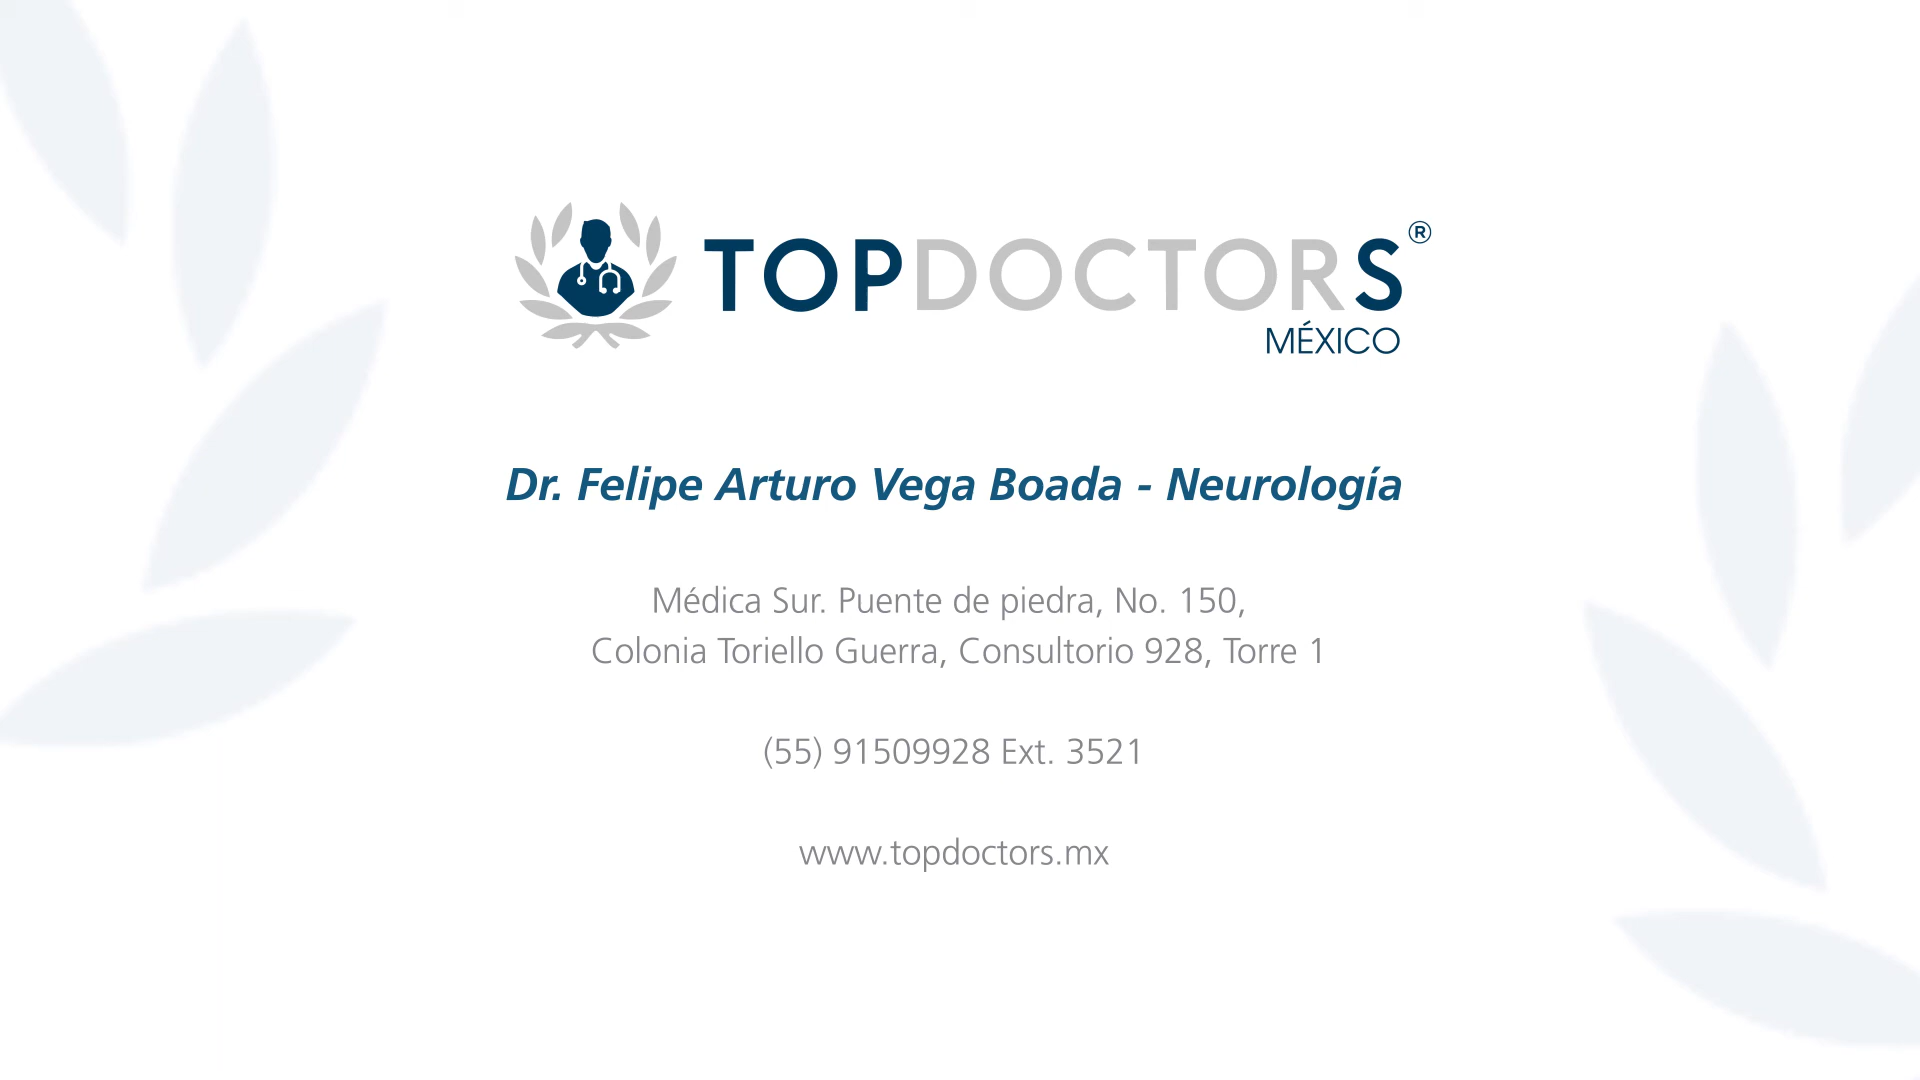 TOPDOCTORS®
MÉXICO
Dr. Felipe Arturo Vega Boada - Neurología
Médica Sur. Puente de piedra, No. 150,
Colonia Toriello Guerra, Consultorio 928, Torre 1
(55) 91509928 Ext. 3521
www.topdoctors.mx